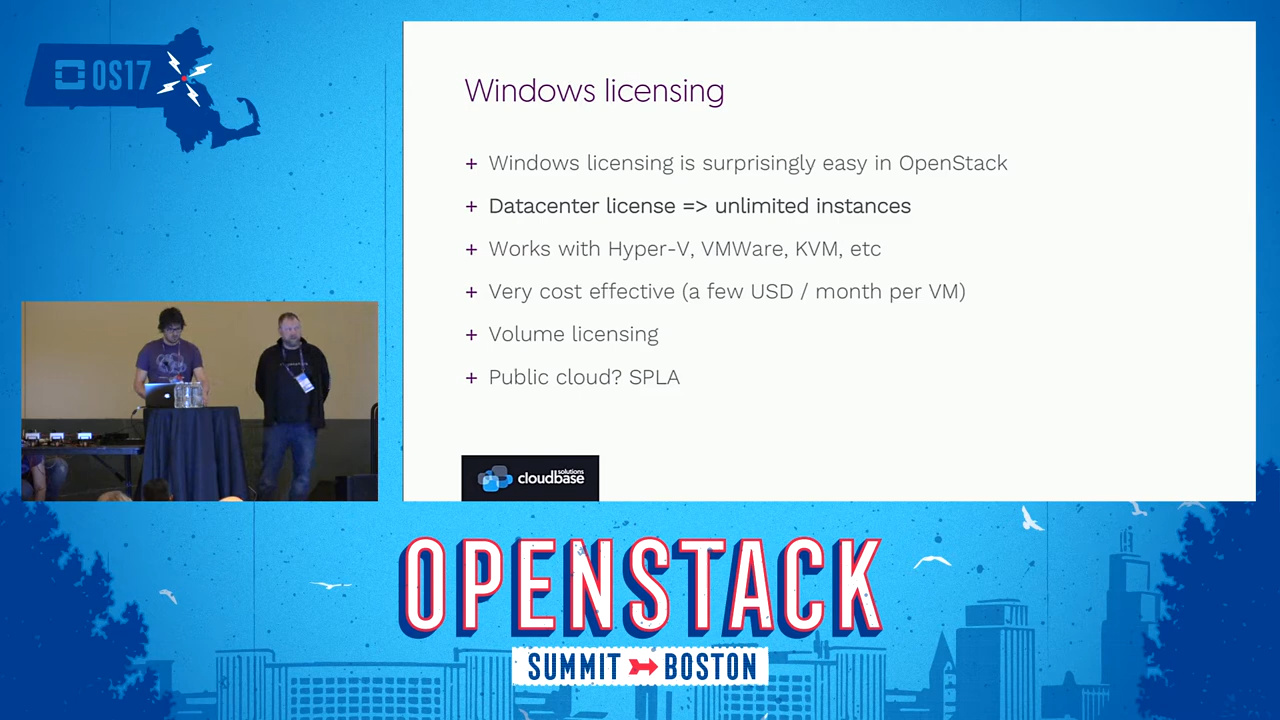 OS17
Windows licensing
+ Windows licensing is surprisingly easy in OpenStack
+ Datacenter license => unlimited instances
+ Works with Hyper-V, VMWare, KVM, etc
+ Very cost effective (a few USD / month per VM)
+ Volume licensing
+ Public cloud? SPLA
cloudbase solutions
OPENSTACK
SUMMIT BOSTON